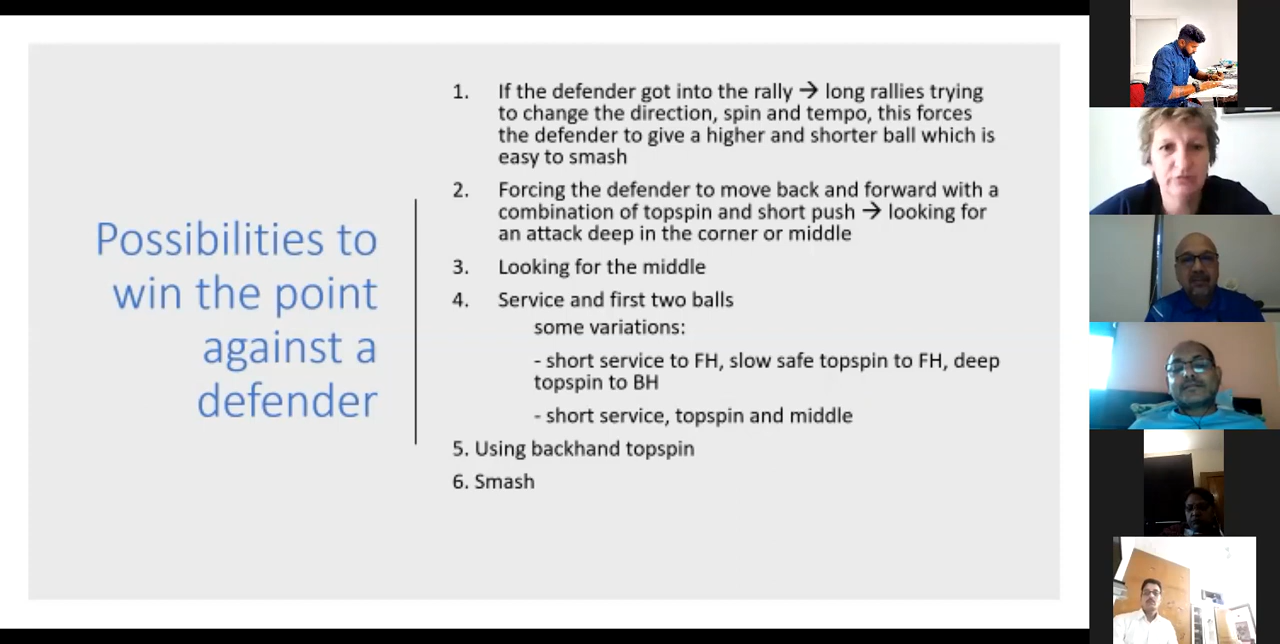 Possibilities to
win the point
against a
defender
1. If the defender got into the rally → long rallies trying
to change the direction, spin and tempo, this forces
the defender to give a higher and shorter ball which is
easy to smash
2. Forcing the defender to move back and forward with a
combination of topspin and short push → looking for
an attack deep in the corner or middle
3. Looking for the middle
4. Service and first two balls
some variations:
- short service to FH, slow safe topspin to FH, deep
topspin to BH
- short service, topspin and middle
5. Using backhand topspin
6. Smash